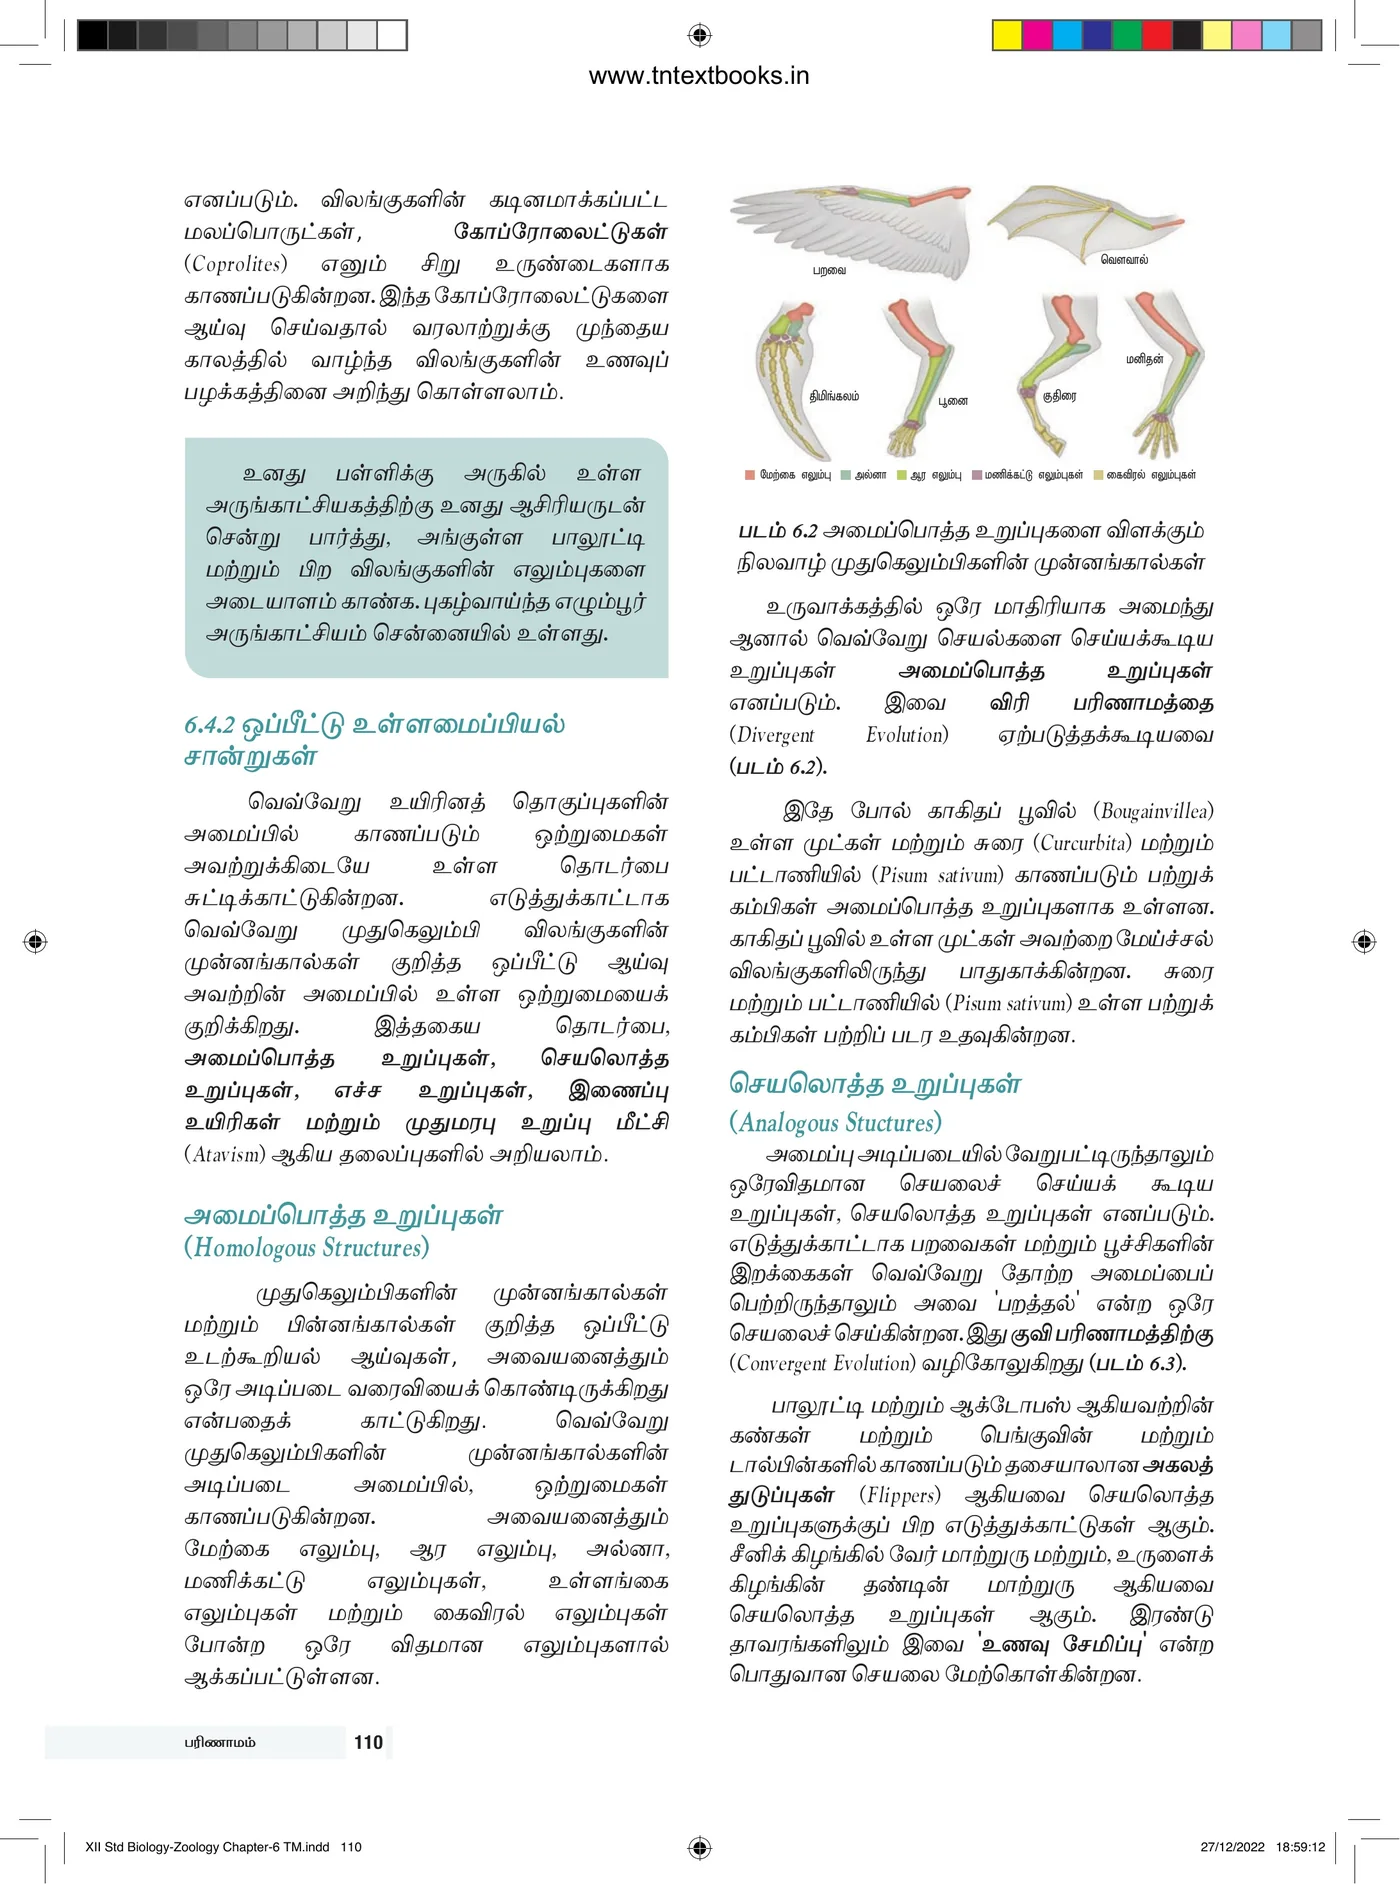 www.tntextbooks.in
எனப்படும். விலங்குகளின் கடினமாக்கப்பட்ட
மலப்பொருட்கள், கோப்ரோலைட்டுகள்
(Coprolites) எனும் சிறு உருண்டைகளாக
காணப்படுகின்றன. இந்த கோப்ரோலைட்டுகளை
ஆய்வு செய்வதால் வரலாற்றுக்கு முந்தைய
காலத்தில் வாழ்ந்த விலங்குகளின் உணவுப்
பழக்கத்தினை அறிந்து கொள்ளலாம்.
உனது பள்ளிக்கு அருகில் உள்ள
அருங்காட்சியகத்திற்கு உனது ஆசிரியருடன்
சென்று பார்த்து, அங்குள்ள பாலூட்டி
மற்றும் பிற விலங்குகளின் எலும்புகளை
அடையாளம் காண்க. புகழ்வாய்ந்த எழும்பூர்
அருங்காட்சியம் சென்னையில் உள்ளது.
6.4.2 ஒப்பீட்டு உள்ளமைப்பியல்
சான்றுகள்
வெவ்வேறு உயிரினத் தொகுப்புகளின்
அமைப்பில் காணப்படும் ஒற்றுமைகள்
அவற்றுக்கிடையே உள்ள தொடர்பை
சுட்டிக்காட்டுகின்றன. எடுத்துக்காட்டாக
வெவ்வேறு முதுகெலும்பி விலங்குகளின்
முன்னங்கால்கள் குறித்த ஒப்பீட்டு ஆய்வு
அவற்றின் அமைப்பில் உள்ள ஒற்றுமையைக்
குறிக்கிறது. இத்தகைய தொடர்பை,
அமைப்பொத்த உறுப்புகள், செயலொத்த
உறுப்புகள், எச்ச உறுப்புகள், இணைப்பு
உயிரிகள் மற்றும் முதுமரபு உறுப்பு மீட்சி
(Atavism) ஆகிய தலைப்புகளில் அறியலாம்.
அமைப்பொத்த உறுப்புகள்
(Homologous Structures)
முதுகெலும்பிகளின் முன்னங்கால்கள்
மற்றும் பின்னங்கால்கள் குறித்த ஒப்பீட்டு
உடற்கூறியல் ஆய்வுகள், அவையனைத்தும்
ஒரே அடிப்படை வரைவியைக் கொண்டிருக்கிறது
என்பதைக் காட்டுகிறது. வெவ்வேறு
முதுகெலும்பிகளின் முன்னங்கால்களின்
அடிப்படை அமைப்பில், ஒற்றுமைகள்
காணப்படுகின்றன. அவையனைத்தும்
மேற்கை எலும்பு, ஆர எலும்பு, அல்னா,
மணிக்கட்டு எலும்புகள், உள்ளங்கை
எலும்புகள் மற்றும் கைவிரல் எலும்புகள்
போன்ற ஒரே விதமான எலும்புகளால்
ஆக்கப்பட்டுள்ளன.
பறவை
வெளவால்
திமிங்கலம்
பூனை
குதிரை
மனிதன்
மேற்கை எலும்பு அல்னா ஆர எலும்பு மணிக்கட்டு எலும்புகள் கைவிரல் எலும்புகள்
படம் 6.2 அமைப்பொத்த உறுப்புகளை விளக்கும்
நிலவாழ் முதுகெலும்பிகளின் முன்னங்கால்கள்
உருவாக்கத்தில் ஒரே மாதிரியாக அமைந்து
ஆனால் வெவ்வேறு செயல்களை செய்யக்கூடிய
உறுப்புகள் அமைப்பொத்த உறுப்புகள்
எனப்படும். இவை விரி பரிணாமத்தை
(Divergent Evolution) ஏற்படுத்தக்கூடியவை
(படம் 6.2).
இதே போல் காகிதப் பூவில் (Bougainvillea)
உள்ள முட்கள் மற்றும் சுரை (Curcurbita) மற்றும்
பட்டாணியில் (Pisum sativum) காணப்படும் பற்றுக்
கம்பிகள் அமைப்பொத்த உறுப்புகளாக உள்ளன.
காகிதப் பூவில் உள்ள முட்கள் அவற்றை மேய்ச்சல்
விலங்குகளிலிருந்து பாதுகாக்கின்றன. சுரை
மற்றும் பட்டாணியில் (Pisum sativum) உள்ள பற்றுக்
கம்பிகள் பற்றிப் படர உதவுகின்றன.
செயலொத்த உறுப்புகள்
(Analogous Stuctures)
அமைப்பு அடிப்படையில் வேறுபட்டிருந்தாலும்
ஒரேவிதமான செயலைச் செய்யக் கூடிய
உறுப்புகள், செயலொத்த உறுப்புகள் எனப்படும்.
எடுத்துக்காட்டாக பறவைகள் மற்றும் பூச்சிகளின்
இறக்கைகள் வெவ்வேறு தோற்ற அமைப்பைப்
பெற்றிருந்தாலும் அவை 'பறத்தல்' என்ற ஒரே
செயலைச் செய்கின்றன. இது குவி பரிணாமத்திற்கு
(Convergent Evolution) வழிகோலுகிறது (படம் 6.3).
பாலூட்டி மற்றும் ஆக்டோபஸ் ஆகியவற்றின்
கண்கள் மற்றும் பெங்குவின் மற்றும்
டால்பின்களில் காணப்படும் தசையாலான அகலத்
துடுப்புகள் (Flippers) ஆகியவை செயலொத்த
உறுப்புகளுக்குப் பிற எடுத்துக்காட்டுகள் ஆகும்.
சீனிக் கிழங்கில் வேர் மாற்றுரு மற்றும், உருளைக்
கிழங்கின் தண்டின் மாற்றுரு ஆகியவை
செயலொத்த உறுப்புகள் ஆகும். இரண்டு
தாவரங்களிலும் இவை 'உணவு சேமிப்பு' என்ற
பொதுவான செயலை மேற்கொள்கின்றன.
பரிணாமம் 110
XII Std Biology-Zoology Chapter-6 TM.indd 110
27/12/2022 18:59:12